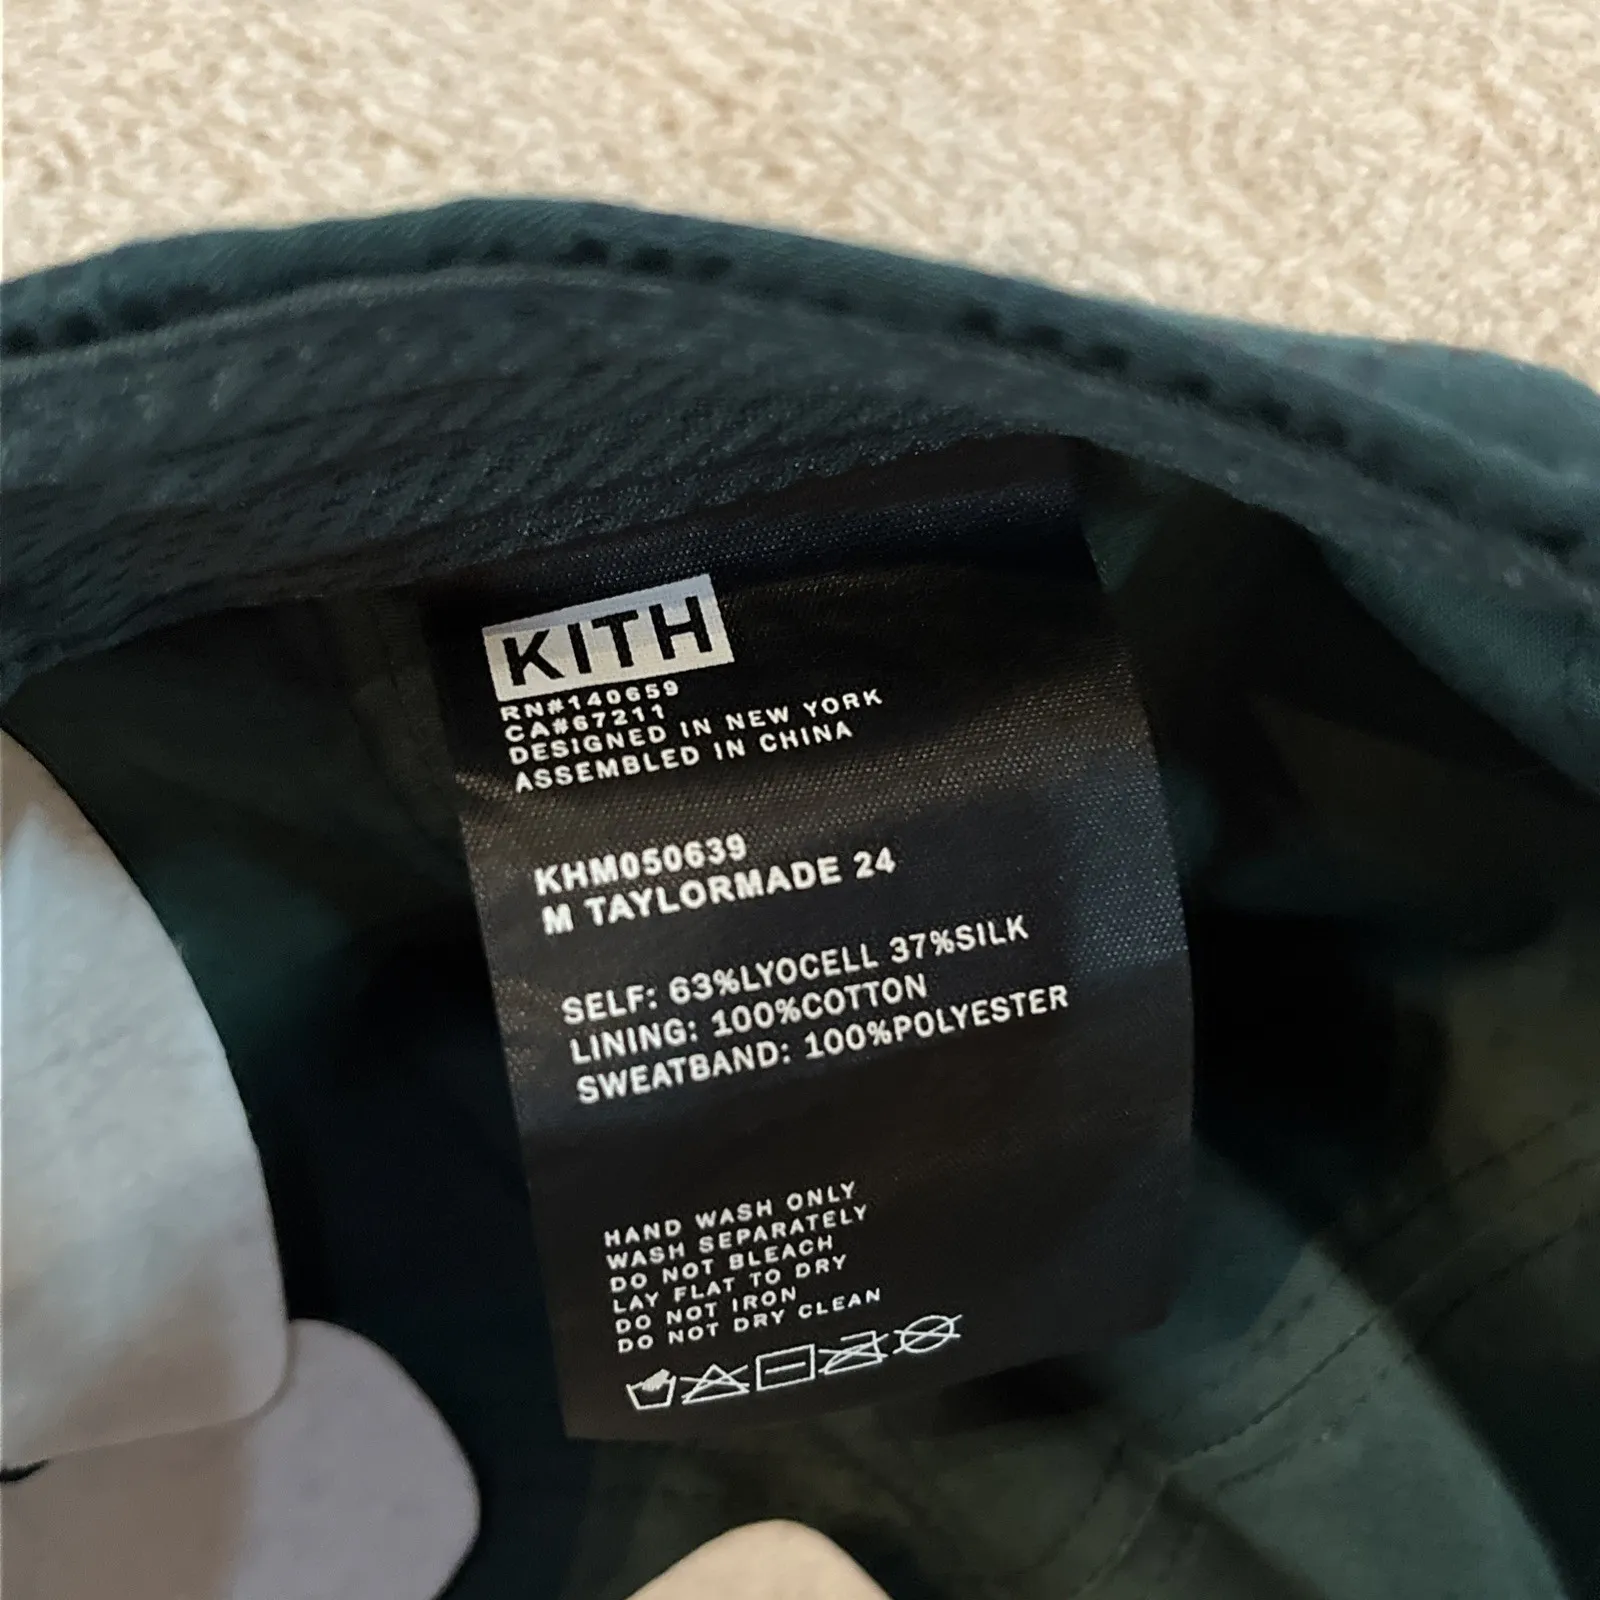 KITH
RN#140659
CA#67211
DESIGNED IN NEW YORK
ASSEMBLED IN CHINA
KHM050639
M TAYLORMADE 24
SELF: 63%LYOCELL 37%SILK
LINING: 100%COTTON
SWEATBAND: 100%POLYESTER
HAND WASH ONLY
WASH SEPARATELY
DO NOT BLEACH
LAY FLAT TO DRY
DO NOT IRON
DO NOT DRY CLEAN